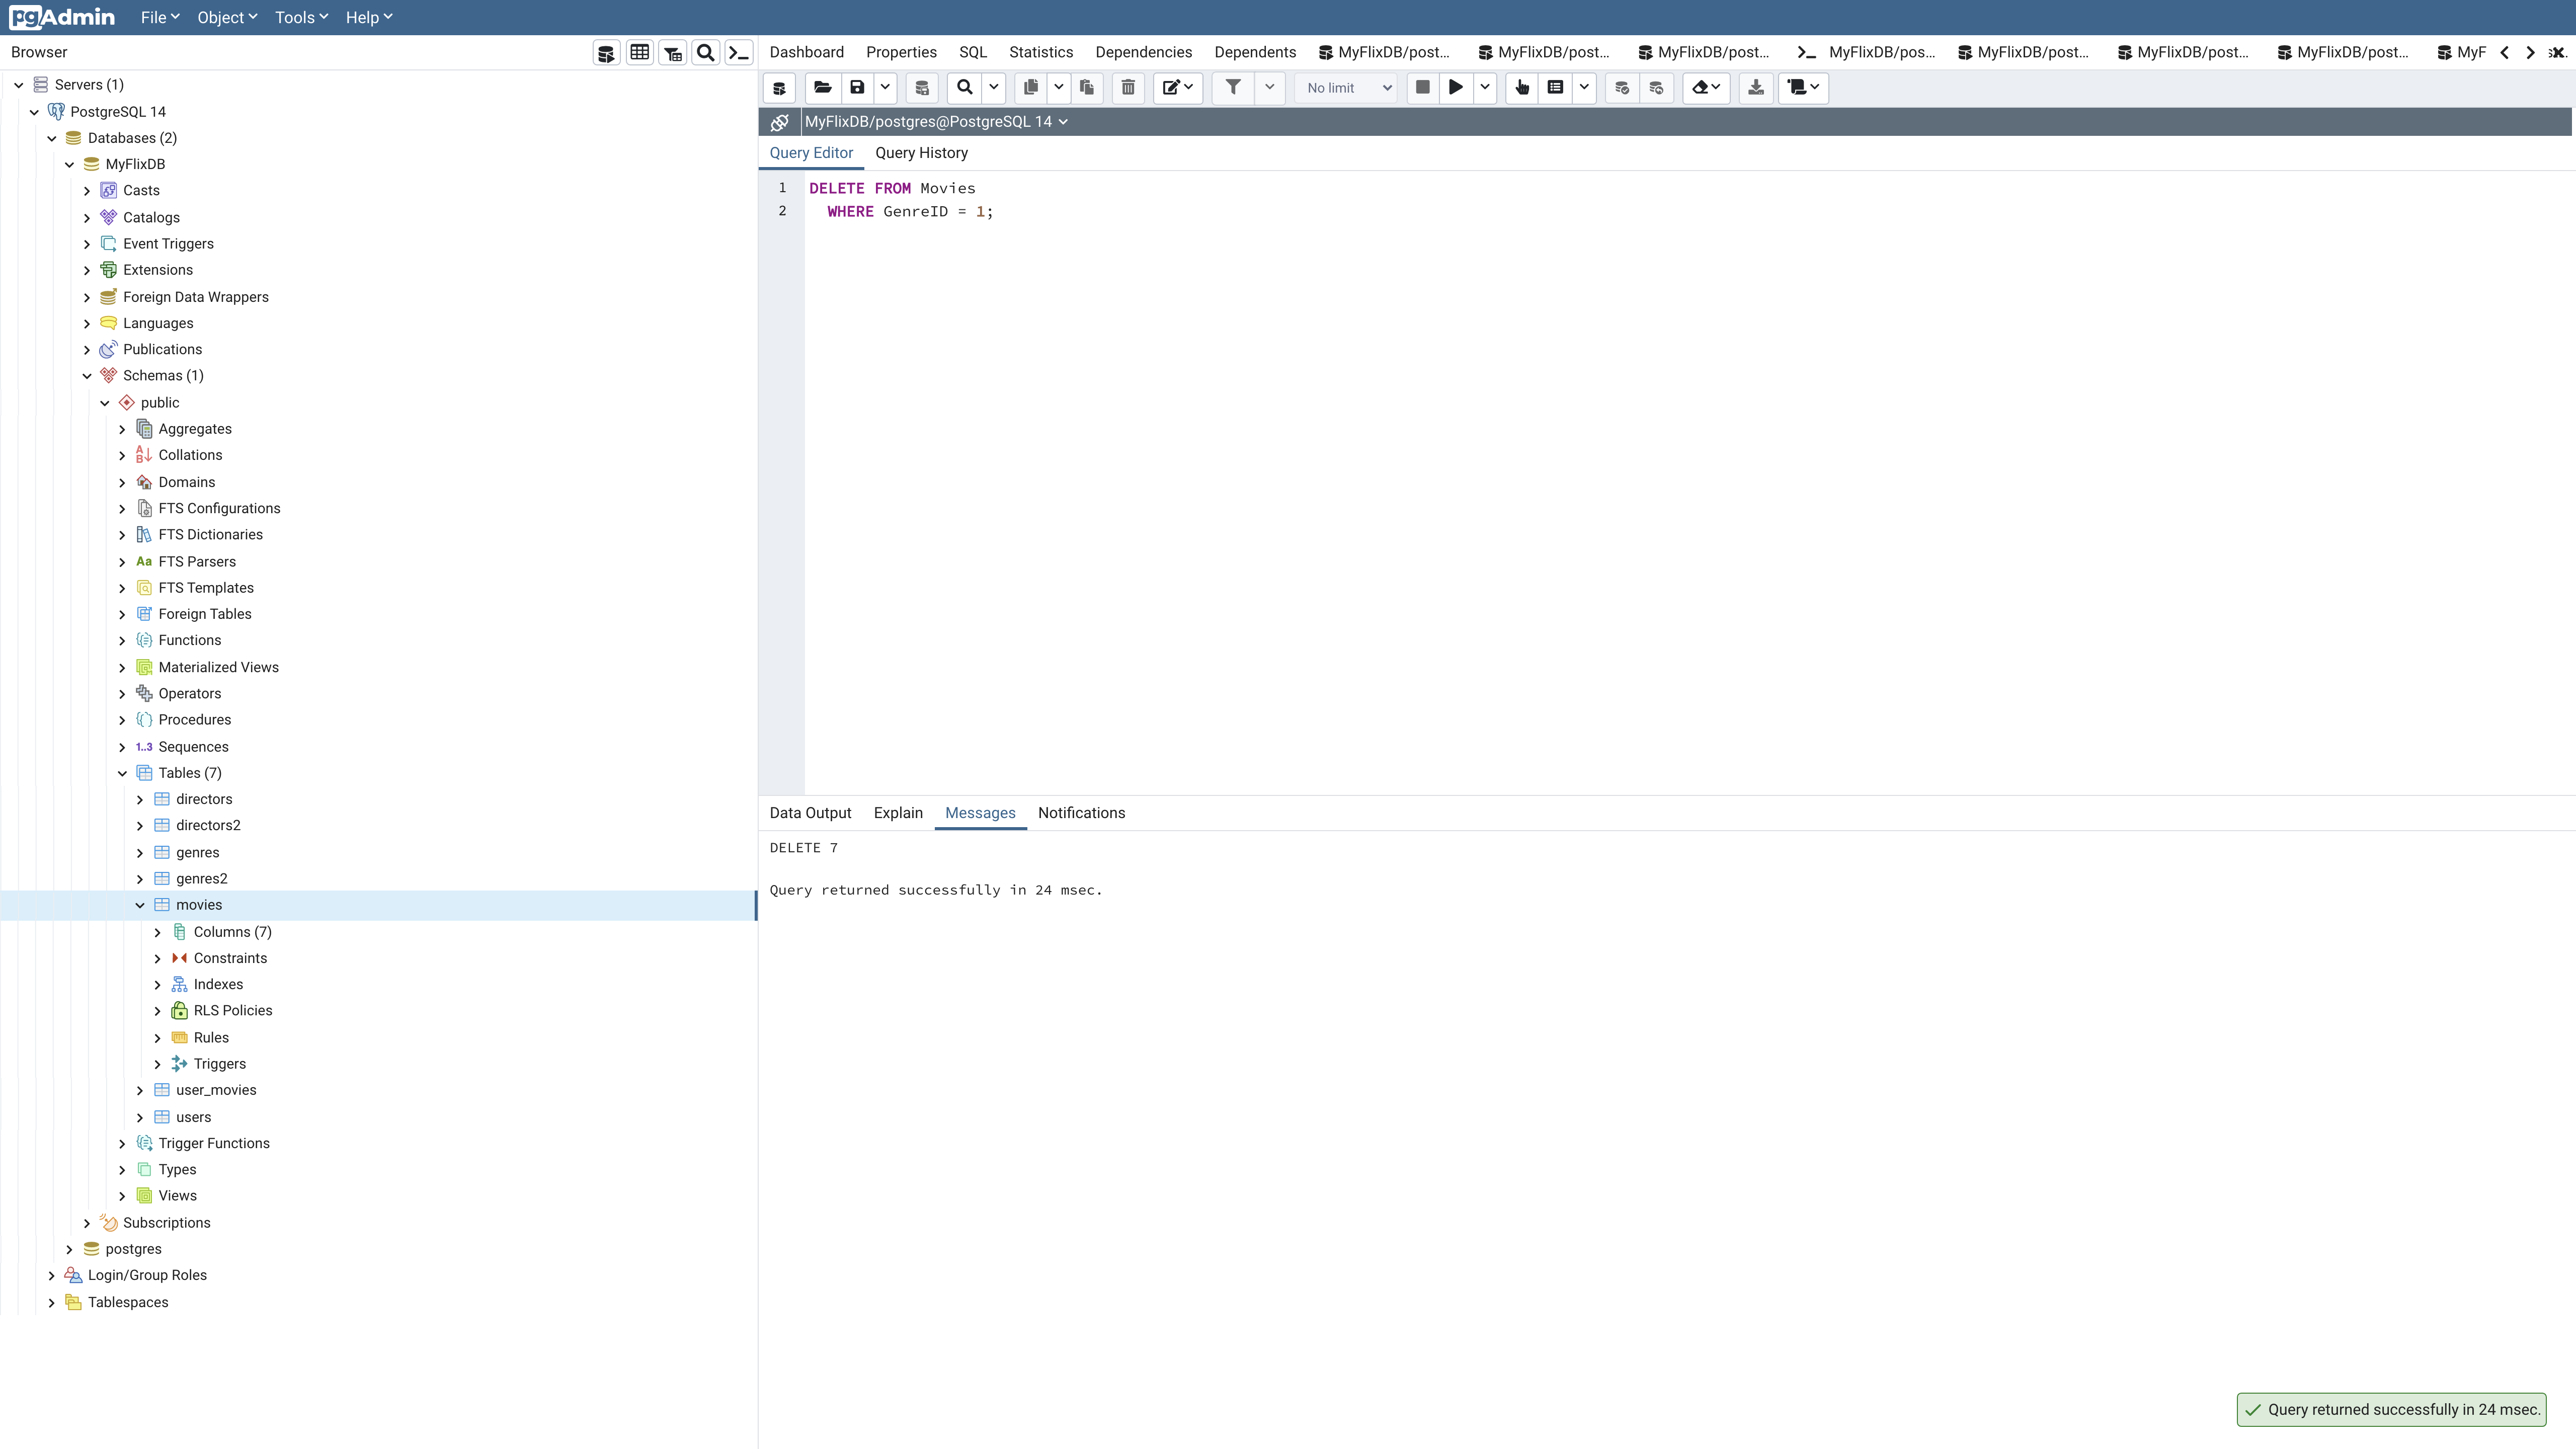 pgAdmin File Object Tools Help
Browser
Dashboard Properties SQL Statistics Dependencies Dependents MyFlixDB/post... MyFlixDB/post... MyFlixDB/post... MyFlixDB/pos... MyFlixDB/post... MyFlixDB/post... MyFlixDB/post... MyF
No limit
MyFlixDB/postgres@PostgreSQL 14
Query Editor Query History
1 DELETE FROM Movies
2 WHERE GenreID = 1;
Servers (1)
PostgreSQL 14
Databases (2)
MyFlixDB
Casts
Catalogs
Event Triggers
Extensions
Foreign Data Wrappers
Languages
Publications
Schemas (1)
public
Aggregates
Collations
Domains
FTS Configurations
FTS Dictionaries
Aa FTS Parsers
FTS Templates
Foreign Tables
Functions
Materialized Views
Operators
Procedures
1..3 Sequences
Tables (7)
directors
directors2
genres
genres2
movies
Columns (7)
Constraints
Indexes
RLS Policies
Rules
Triggers
user_movies
users
Trigger Functions
Types
Views
Subscriptions
postgres
Login/Group Roles
Tablespaces
Data Output Explain Messages Notifications
DELETE 7
Query returned successfully in 24 msec.
Query returned successfully in 24 msec.